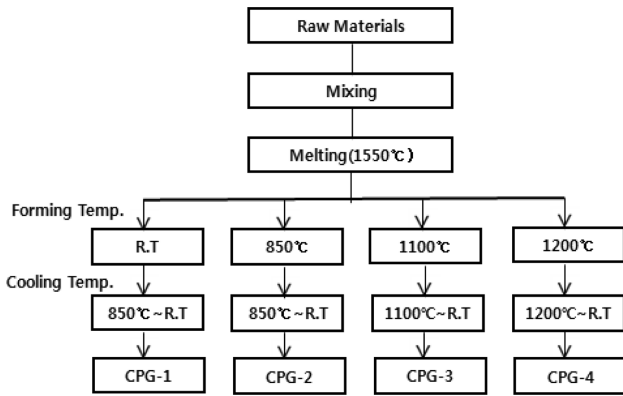 Raw Materials
Mixing
Melting(1550℃)
Forming Temp.
R.T 850℃ 1100℃ 1200℃
Cooling Temp.
850℃~R.T 850℃~R.T 1100℃~R.T 1200℃~R.T
CPG-1 CPG-2 CPG-3 CPG-4